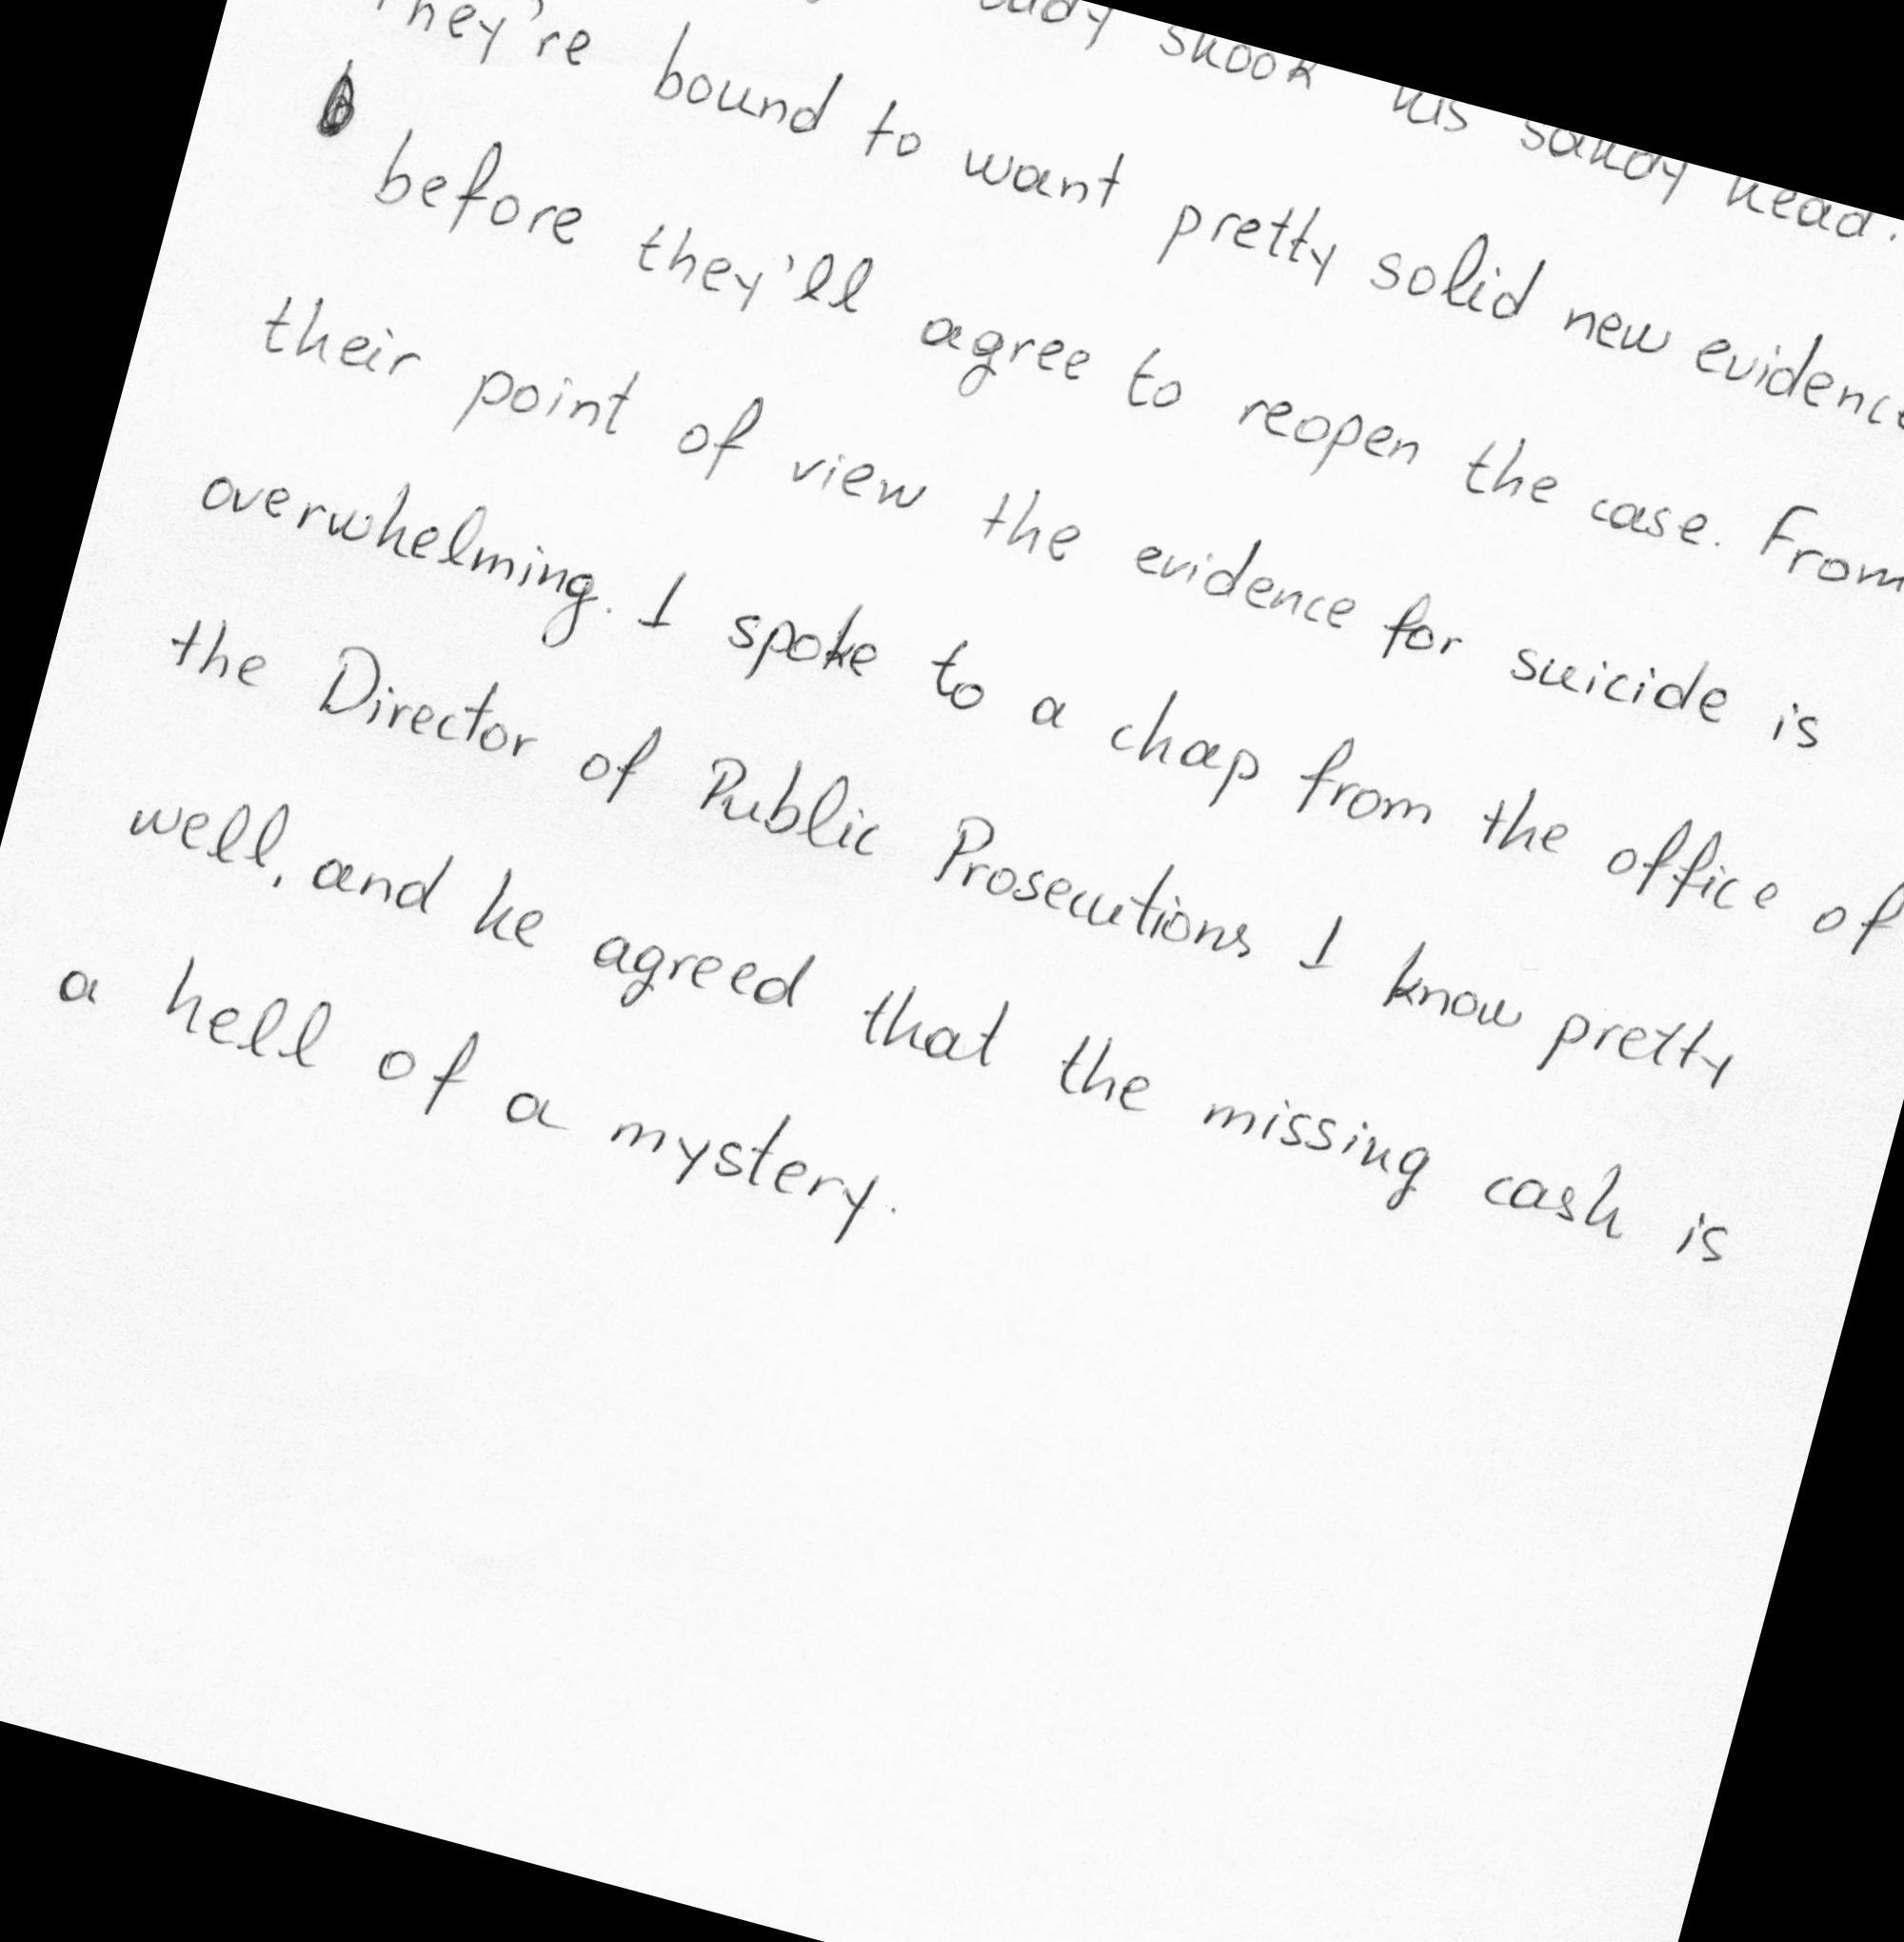 shook his sandy head.
They're bound to want pretty solid new evidence
before they'll agree to reopen the case. From
their point of view the evidence for suicide is
overwhelming. I spoke to a chap from the office of
the Director of Public Prosecutions I know pretty
well, and he agreed that the missing cash is
a hell of a mystery.